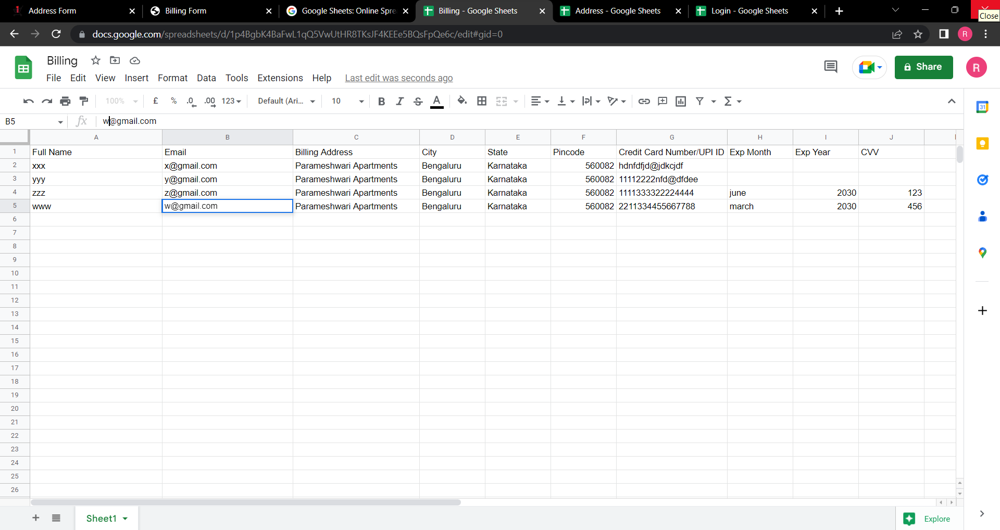 Address Form
Billing Form
Google Sheets: Online Spre
Billing - Google Sheets
Address - Google Sheets
Login - Google Sheets
Close
docs.google.com/spreadsheets/d/1p4BgbK4BaFwL1qQ5VwUtHR8TKsJF4KEEe5BQsFpQe6c/edit#gid=0
R
Billing
Share
R
File Edit View Insert Format Data Tools Extensions Help Last edit was seconds ago
100% £ % .0 .00 123 Default (Ari... 10 B I S A
31
B5 fx w@gmail.com
A B C D E F G H I J
1 Full Name Email Billing Address City State Pincode Credit Card Number/UPI ID Exp Month Exp Year CVV
2 xxx x@gmail.com Parameshwari Apartments Bengaluru Karnataka 560082 hdnfdfjd@jdkcjdf
3 yyy y@gmail.com Parameshwari Apartments Bengaluru Karnataka 560082 11112222nfd@dfdee
4 zzz z@gmail.com Parameshwari Apartments Bengaluru Karnataka 560082 1111333322224444 june 2030 123
5 www w@gmail.com Parameshwari Apartments Bengaluru Karnataka 560082 2211334455667788 march 2030 456
6
7
8
9
10
11
12
13
14
15
16
17
18
19
20
21
22
23
24
25
26
Sheet1
Explore